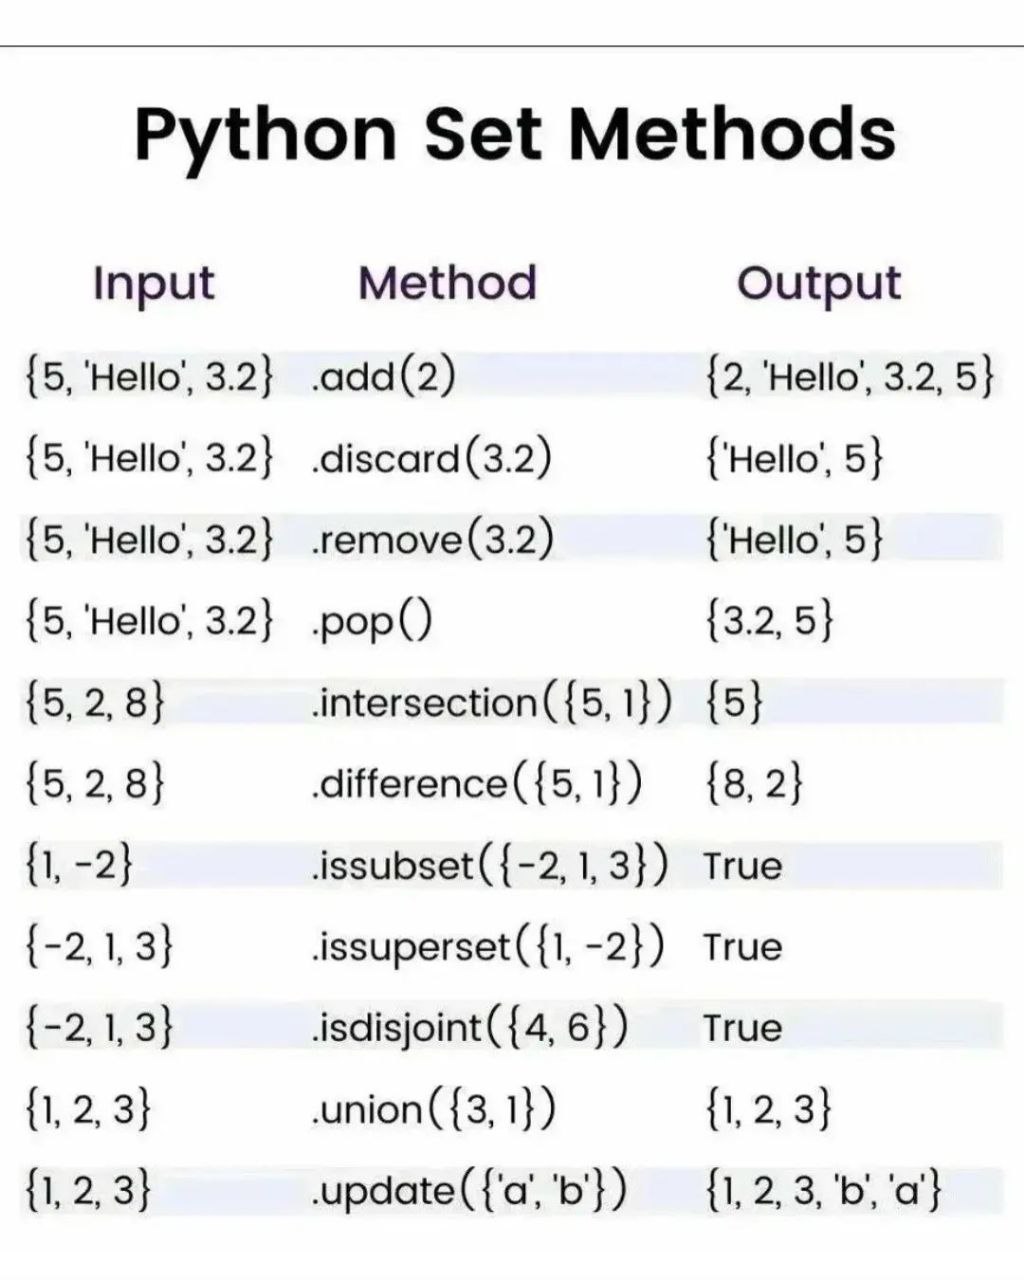 Python Set Methods
Input Method Output
{5, 'Hello', 3.2} .add(2) {2, 'Hello', 3.2, 5}
{5, 'Hello', 3.2} .discard(3.2) {'Hello', 5}
{5, 'Hello', 3.2} .remove(3.2) {'Hello', 5}
{5, 'Hello', 3.2} .pop() {3.2, 5}
{5, 2, 8} .intersection({5, 1}) {5}
{5, 2, 8} .difference({5, 1}) {8, 2}
{1, -2} .issubset({-2, 1, 3}) True
{-2, 1, 3} .issuperset({1, -2}) True
{-2, 1, 3} .isdisjoint({4, 6}) True
{1, 2, 3} .union({3, 1}) {1, 2, 3}
{1, 2, 3} .update({'a', 'b'}) {1, 2, 3, 'b', 'a'}